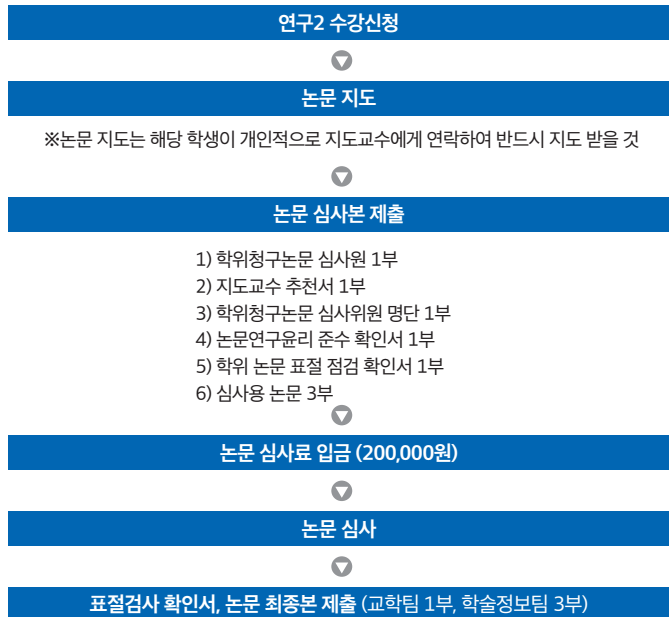 연구2 수강신청
논문 지도
※논문 지도는 해당 학생이 개인적으로 지도교수에게 연락하여 반드시 지도 받을 것
논문 심사본 제출
1) 학위청구논문 심사원 1부
2) 지도교수 추천서 1부
3) 학위청구논문 심사위원 명단 1부
4) 논문연구윤리 준수 확인서 1부
5) 학위 논문 표절 점검 확인서 1부
6) 심사용 논문 3부
논문 심사료 입금 (200,000원)
논문 심사
표절검사 확인서, 논문 최종본 제출 (교학팀 1부, 학술정보팀 3부)